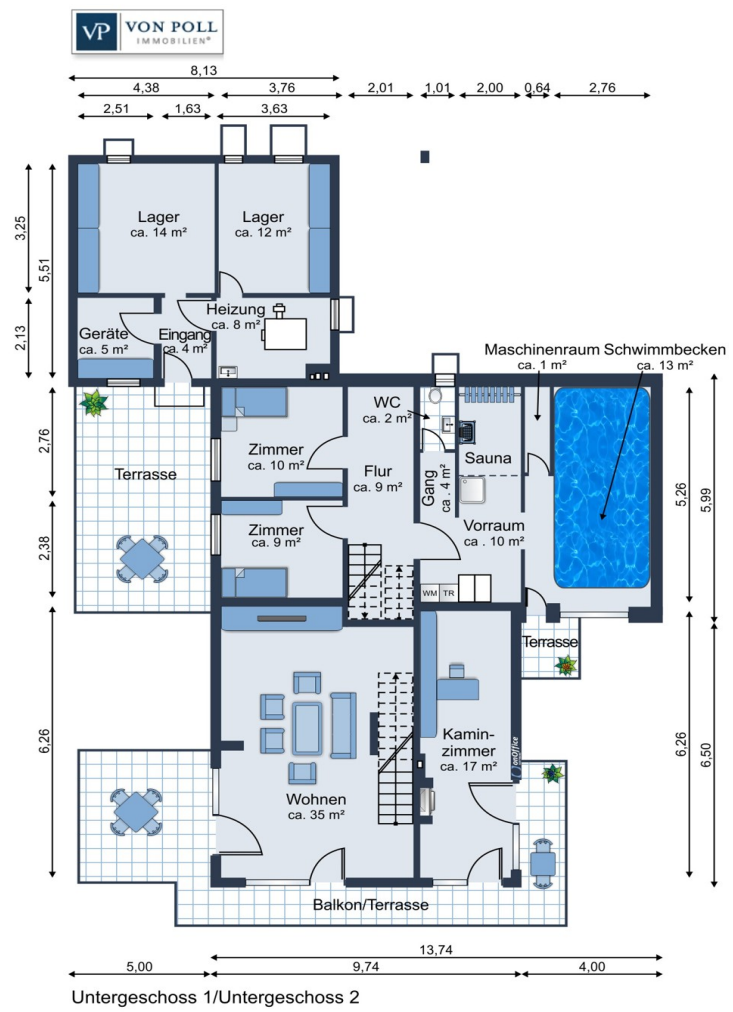 VP VON POLL
IMMOBILIEN®
8,13
4,38 3,76 2,01 1,01 2,00 0,64 2,76
2,51 1,63 3,63
3,25
5,51
2,13
Lager
ca. 14 m²
Lager
ca. 12 m²
Heizung
ca. 8 m²
Geräte
ca. 5 m²
Eingang
ca. 4 m²
Maschinenraum Schwimmbecken
ca. 1 m² ca. 13 m²
WC
ca. 2 m²
2,76
Terrasse
Zimmer
ca. 10 m²
Flur
ca. 9 m²
Gang
ca . 4 m²
Sauna
5,26
5,99
2,38
Zimmer
ca. 9 m²
Vorraum
ca . 10 m²
WM TR
Terrasse
6,26
Kamin-
zimmer
ca. 17 m²
onOffice
6,26
6,50
Wohnen
ca. 35 m²
Balkon/Terrasse
13,74
5,00 9,74 4,00
Untergeschoss 1/Untergeschoss 2